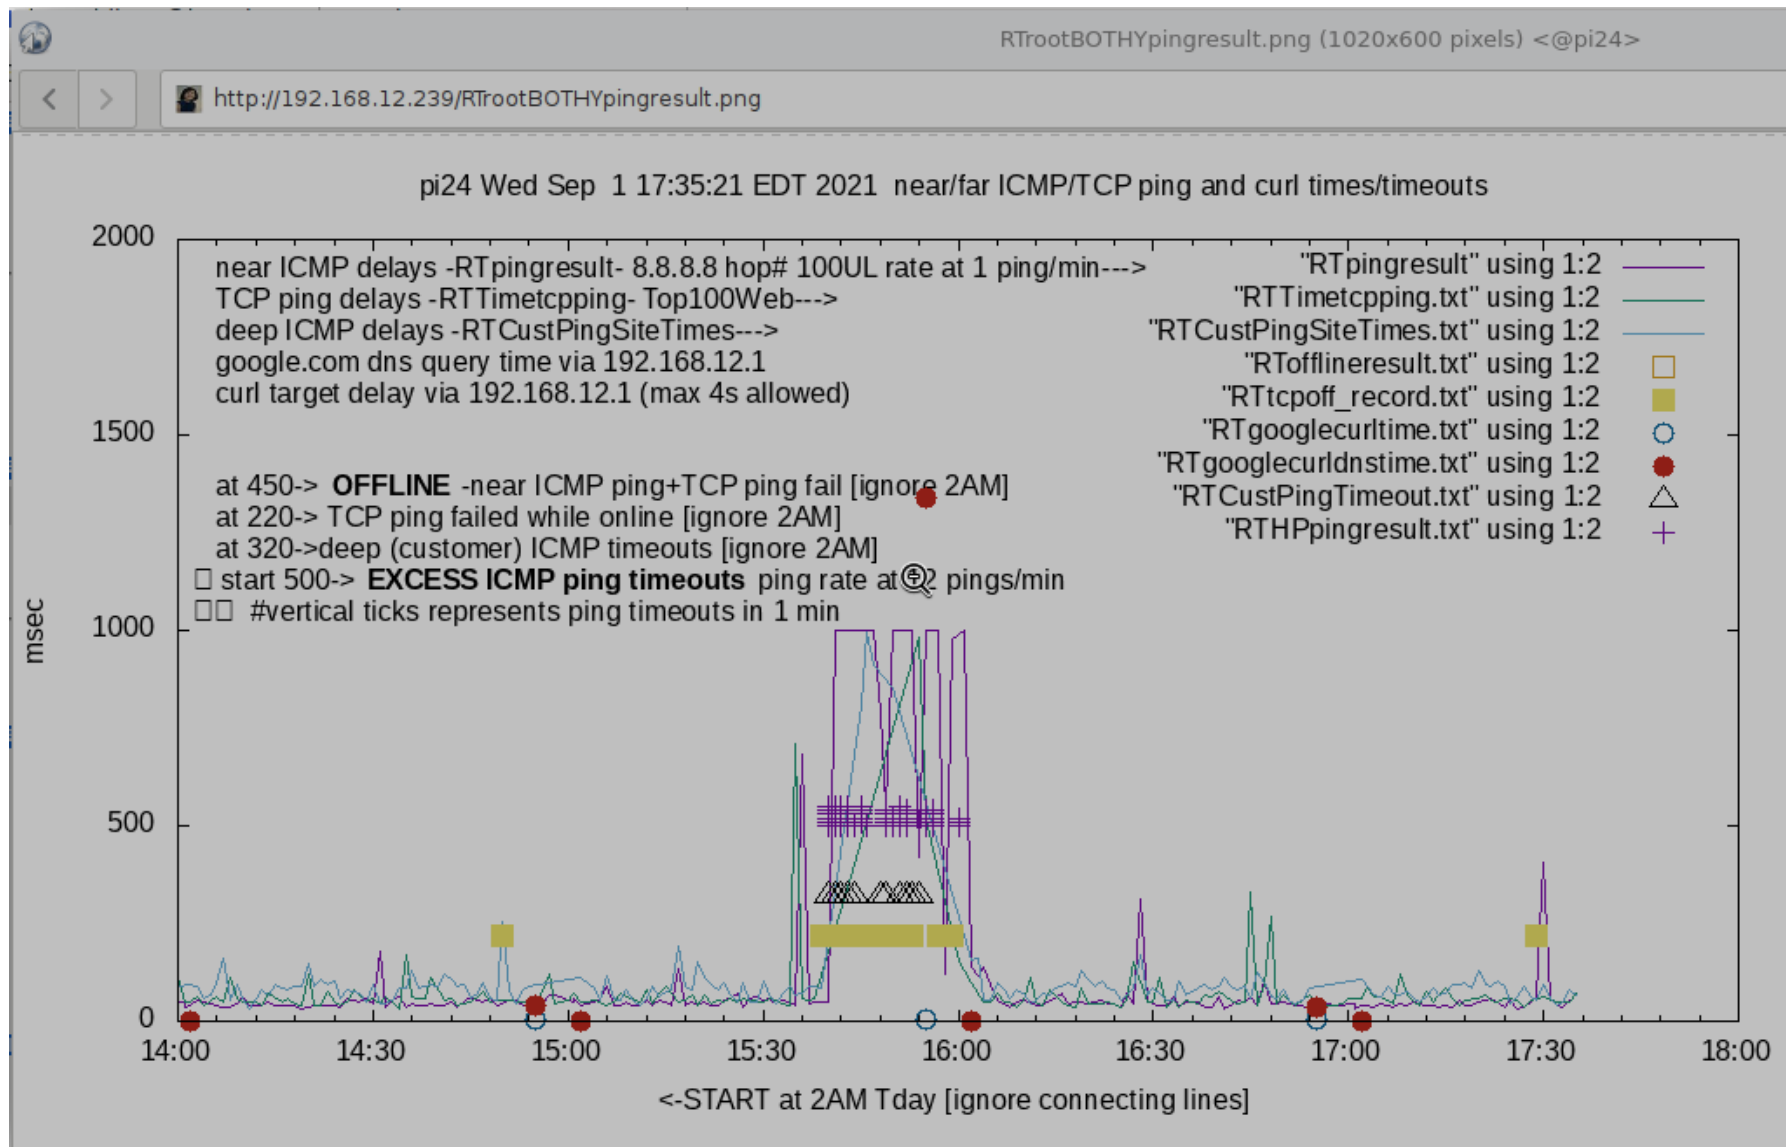 RTrootBOTHYpingresult.png (1020x600 pixels) <@pi24>
http://192.168.12.239/RTrootBOTHYpingresult.png
pi24 Wed Sep  1 17:35:21 EDT 2021  near/far ICMP/TCP ping and curl times/timeouts
2000
1500
1000
500
0
msec
near ICMP delays -RTpingresult- 8.8.8.8 hop# 100UL rate at 1 ping/min--->
TCP ping delays -RTTimetcpping- Top100Web--->
deep ICMP delays -RTCustPingSiteTimes--->
google.com dns query time via 192.168.12.1
curl target delay via 192.168.12.1 (max 4s allowed)
at 450-> OFFLINE -near ICMP ping+TCP ping fail [ignore 2AM]
at 220-> TCP ping failed while online [ignore 2AM]
at 320->deep (customer) ICMP timeouts [ignore 2AM]
□ start 500-> EXCESS ICMP ping timeouts  ping rate at 2 pings/min
□□  #vertical ticks represents ping timeouts in 1 min
"RTpingresult" using 1:2
"RTTimetcpping.txt" using 1:2
"RTCustPingSiteTimes.txt" using 1:2
"RTofflineresult.txt" using 1:2
"RTtcpoff_record.txt" using 1:2
"RTgooglecurltime.txt" using 1:2
"RTgooglecurldnstime.txt" using 1:2
"RTCustPingTimeout.txt" using 1:2
"RTHPpingresult.txt" using 1:2
14:00 14:30 15:00 15:30 16:00 16:30 17:00 17:30 18:00
<-START at 2AM Tday [ignore connecting lines]